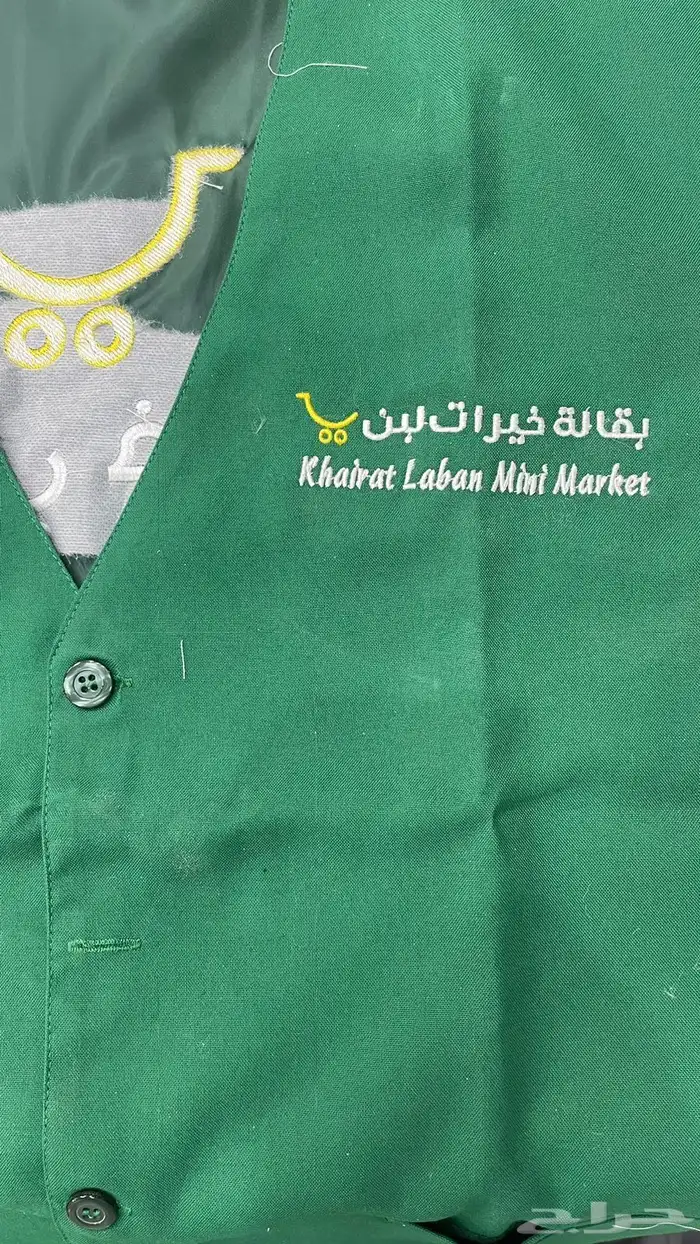 بقالة خيرات لبن
Khairat Laban Mini Market
حراج